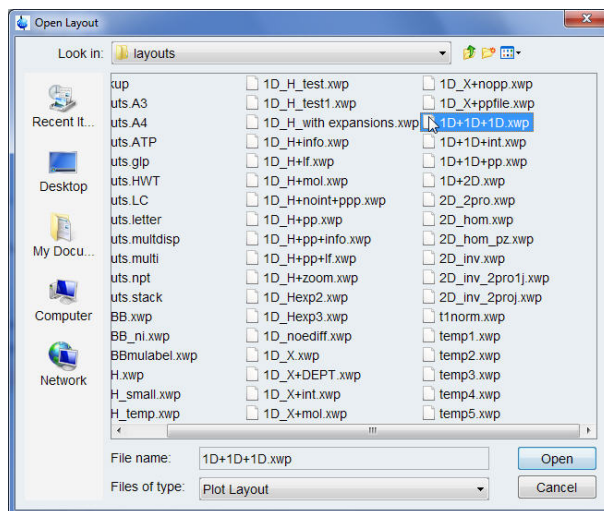 Open Layout
Look in:
layouts
Recent It...
Desktop
My Docu...
Computer
Network
kup
uts.A3
uts.A4
uts.ATP
uts.glp
uts.HWT
uts.LC
uts.letter
uts.multdisp
uts.multi
uts.npt
uts.stack
BB.xwp
BB_ni.xwp
BBmulabel.xwp
H.xwp
H_small.xwp
H_temp.xwp
1D_H_test.xwp
1D_H_test1.xwp
1D_H_with expansions.xwp
1D_H+info.xwp
1D_H+lf.xwp
1D_H+mol.xwp
1D_H+noint+ppp.xwp
1D_H+pp.xwp
1D_H+pp+info.xwp
1D_H+pp+lf.xwp
1D_H+zoom.xwp
1D_Hexp2.xwp
1D_Hexp3.xwp
1D_noediff.xwp
1D_X.xwp
1D_X+DEPT.xwp
1D_X+int.xwp
1D_X+mol.xwp
1D_X+nopp.xwp
1D_X+ppfile.xwp
1D+1D+1D.xwp
1D+1D+int.xwp
1D+1D+pp.xwp
1D+2D.xwp
2D_2pro.xwp
2D_hom.xwp
2D_hom_pz.xwp
2D_inv.xwp
2D_inv_2pro1j.xwp
2D_inv_2proj.xwp
t1norm.xwp
temp1.xwp
temp2.xwp
temp3.xwp
temp4.xwp
temp5.xwp
File name:
1D+1D+1D.xwp
Open
Files of type:
Plot Layout
Cancel